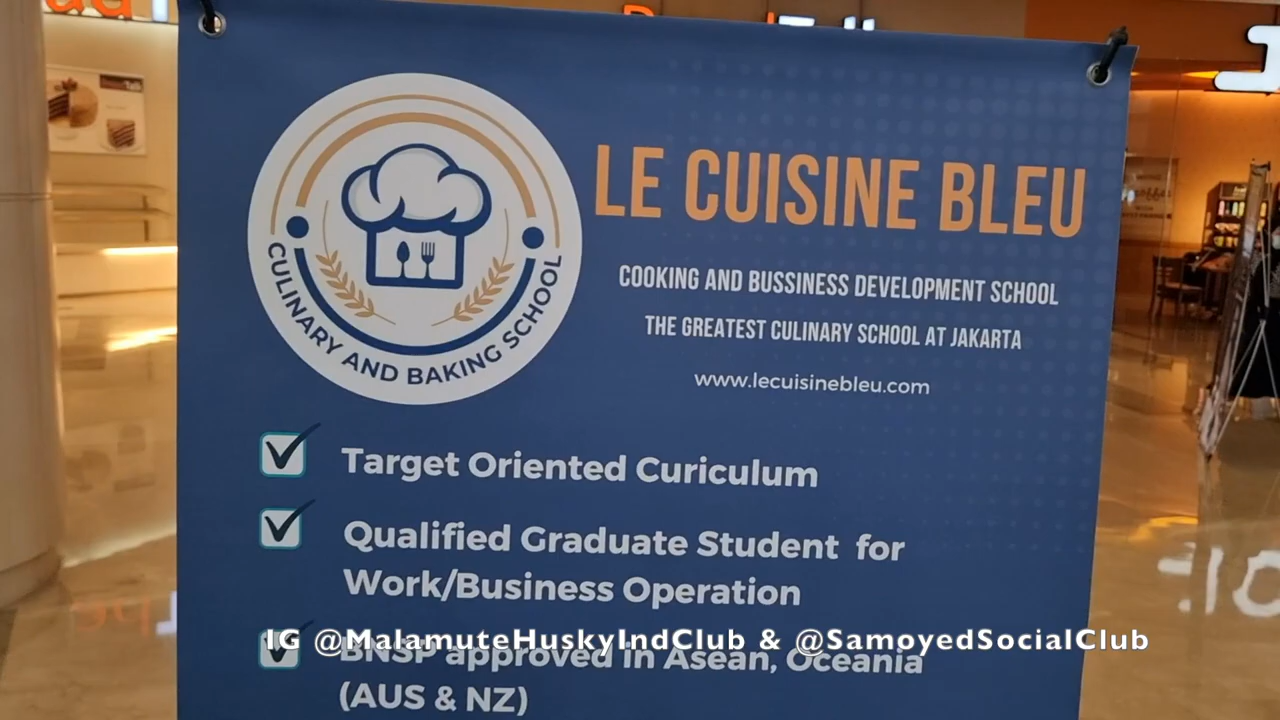 LE CUISINE BLEU
COOKING AND BUSSINESS DEVELOPMENT SCHOOL
THE GREATEST CULINARY SCHOOL AT JAKARTA
www.lecuisinebleu.com
CULINARY AND BAKING SCHOOL
Target Oriented Curiculum
Qualified Graduate Student for
Work/Business Operation
IG @MalamuteHuskyIndClub & @SamoyedSocialClub
BNSP approved in Asean, Oceania
(AUS & NZ)